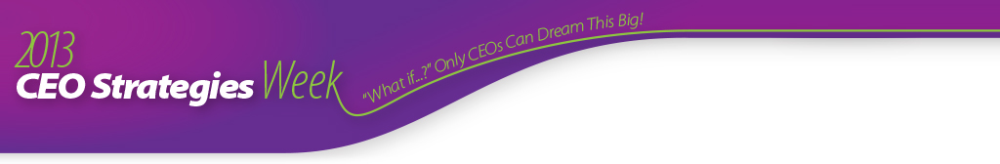 2013
CEO Strategies Week
"What if...?" Only CEOs Can Dream This Big!